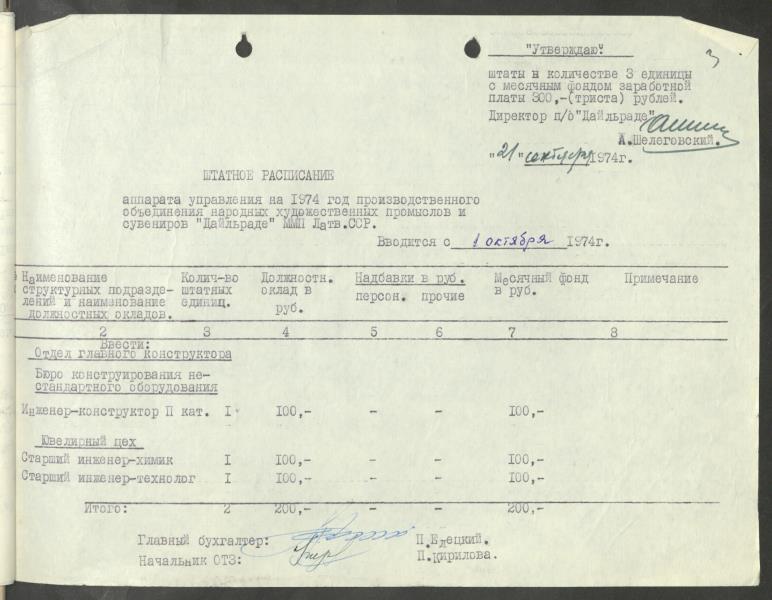 3
"Утверждаю":
штаты в количестве 3 единицы
с месячным фондом заработной
платы 300,-(триста) рублей.
Директор п/о "Дайльраде"
А.Шелеговский.
"21" сентября 1974г.
ШТАТНОЕ РАСПИСАНИЕ
аппарата управления на 1974 год производственного
объединения народных художественных промыслов и
сувениров "Дайльраде" ММП Латв.ССР.
Вводится с 1 октября 1974г.
Наименование Колич-во Должностн. Надбавки в руб. Месячный фонд Примечание
структурных подразде- штатных оклад в персон. прочие в руб.
лений и наименование единиц. руб.
должностных окладов.
2 3 4 5 6 7 8
Ввести:
Отдел главного конструктора
Бюро конструирования не-
стандартного оборудования
Инженер-конструктор П кат. I 100,- - - 100,-
Ювелирный цех
Старший инженер-химик I 100,- - - 100,-
Старший инженер-технолог I 100,- - - 100,-
Итого: 2 200,- - - 200,-
Главный бухгалтер: П.Едецкий.
Начальник ОТЗ: П.Кирилова.